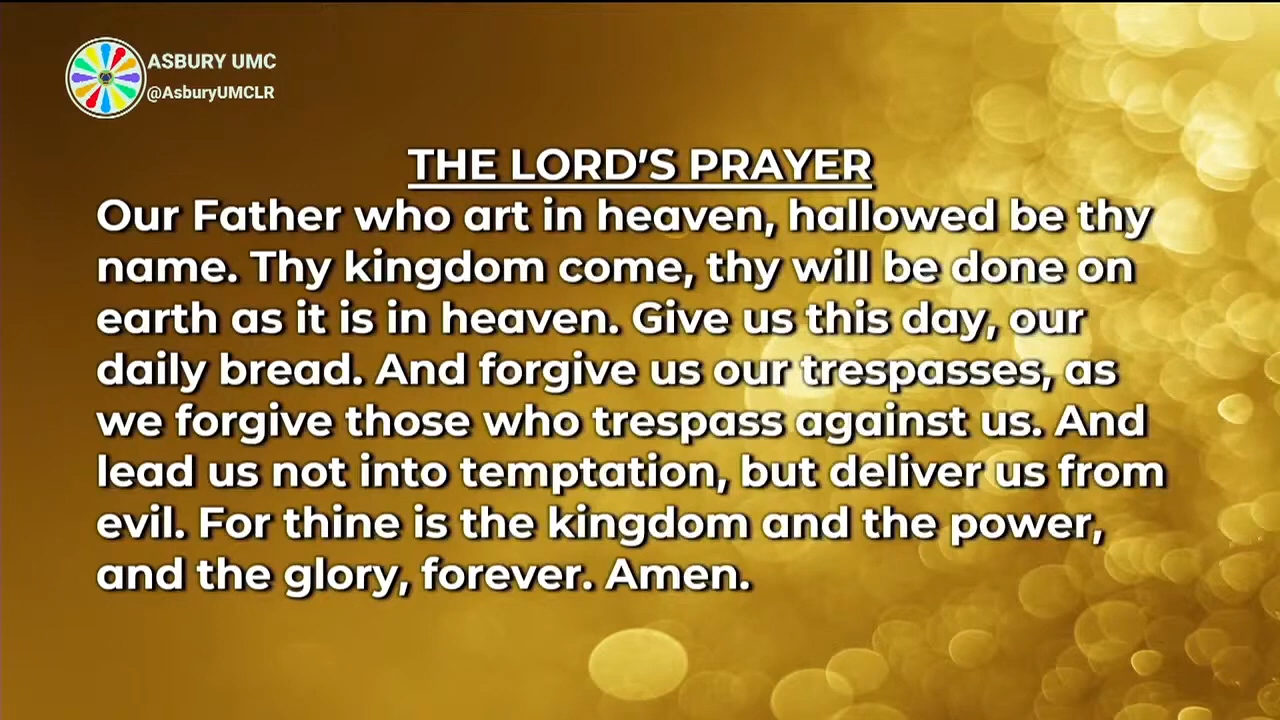 ASBURY UMC
@AsburyUMCLR
THE LORD'S PRAYER
Our Father who art in heaven, hallowed be thy
name. Thy kingdom come, thy will be done on
earth as it is in heaven. Give us this day, our
daily bread. And forgive us our trespasses, as
we forgive those who trespass against us. And
lead us not into temptation, but deliver us from
evil. For thine is the kingdom and the power,
and the glory, forever. Amen.